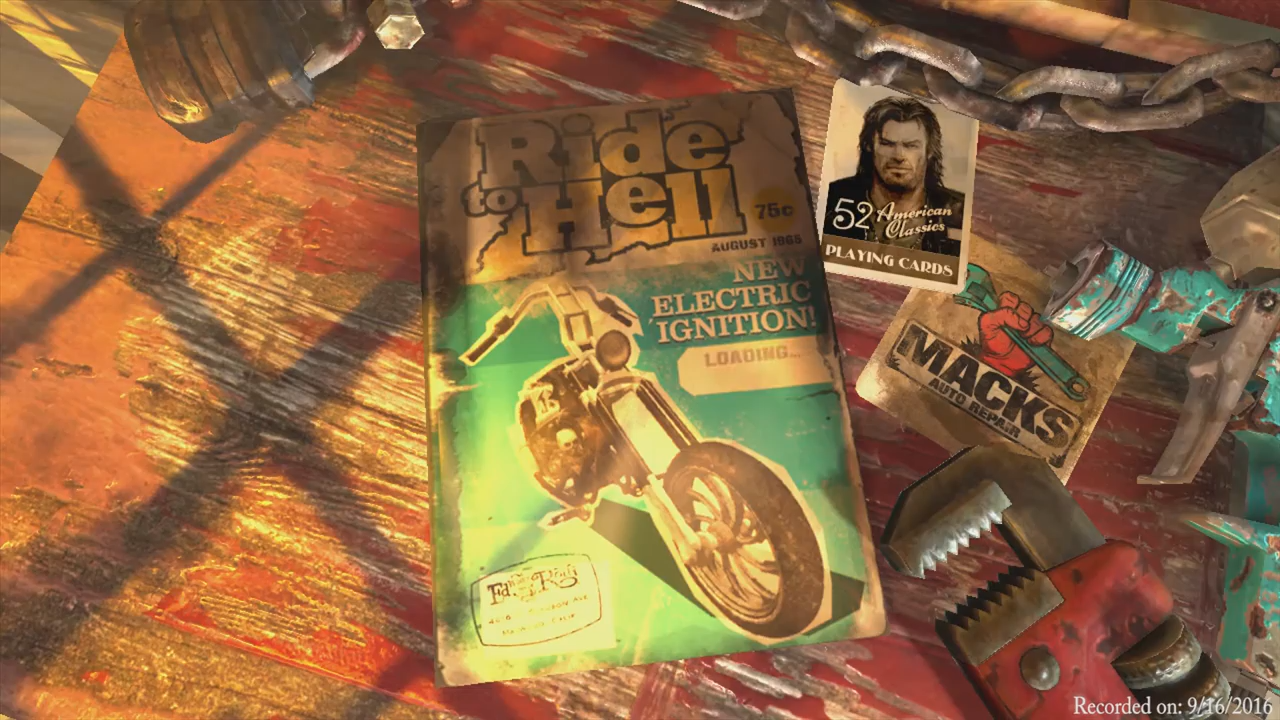 Ride
to Hell
75c
AUGUST 1966
NEW
ELECTRIC
IGNITION!
LOADING...
52 American
Classics
PLAYING CARDS
MACKS
AUTO REPAIR
Recorded on: 9/16/2016